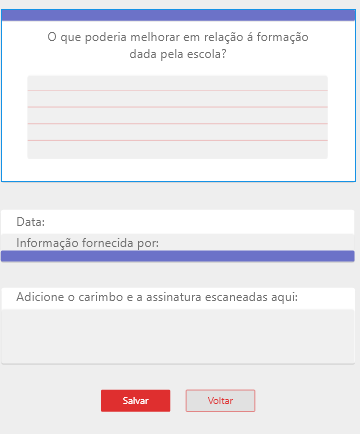 O que poderia melhorar em relação á formação
dada pela escola?
Data:
Informação fornecida por:
Adicione o carimbo e a assinatura escaneadas aqui:
Salvar
Voltar